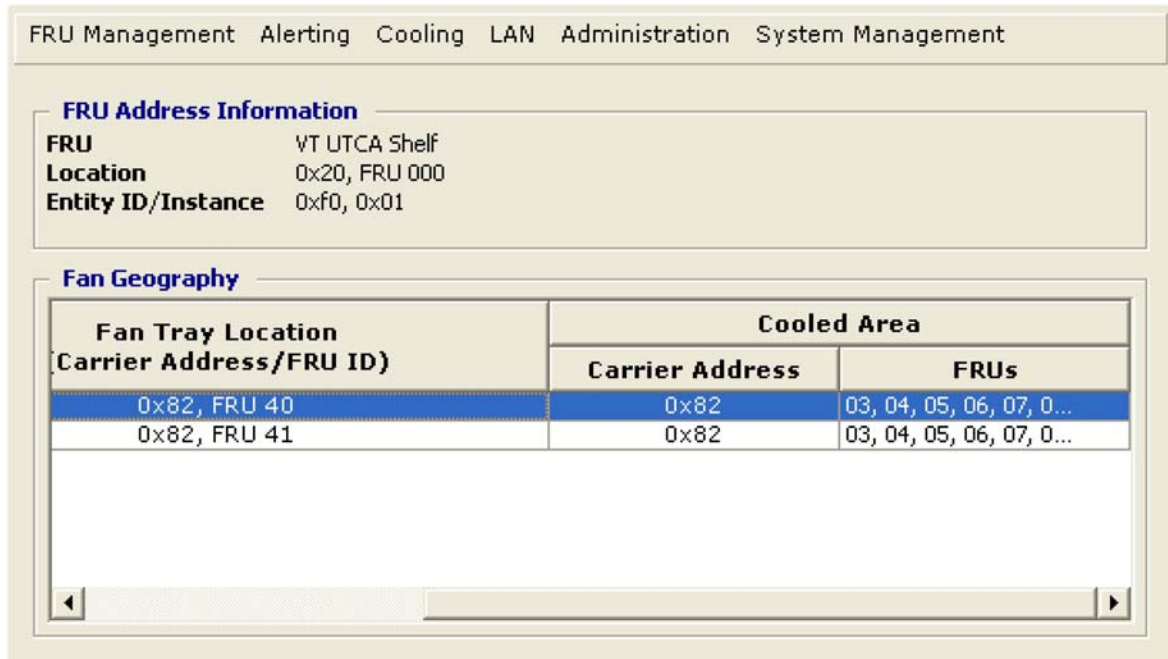 FRU Management Alerting Cooling LAN Administration System Management
FRU Address Information
FRU VT UTCA Shelf
Location 0x20, FRU 000
Entity ID/Instance 0xf0, 0x01
Fan Geography
Fan Tray Location
(Carrier Address/FRU ID)
Cooled Area
Carrier Address FRUs
0x82, FRU 40 0x82 03, 04, 05, 06, 07, 0...
0x82, FRU 41 0x82 03, 04, 05, 06, 07, 0...